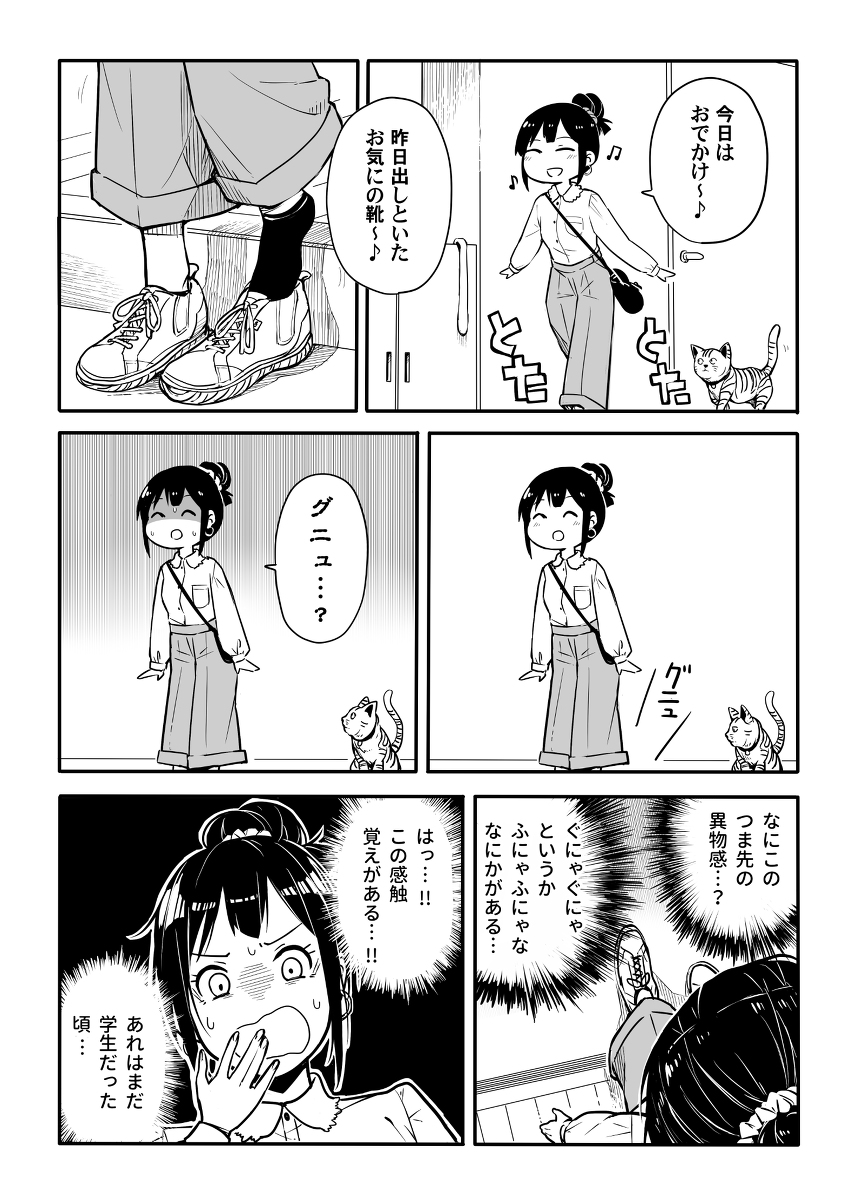 今日は
おでかけ〜♪
とた
とた
昨日出しといた
お気にの靴
〜♪
グニュ
グニュ…?
なにこの
つま先の
異物感…?
ぐにゃぐにゃ
というか
ふにゃふにゃな
なにかがある…
はっ…!!
この感触
覚えがある…!!
あれはまだ
学生だった
頃…